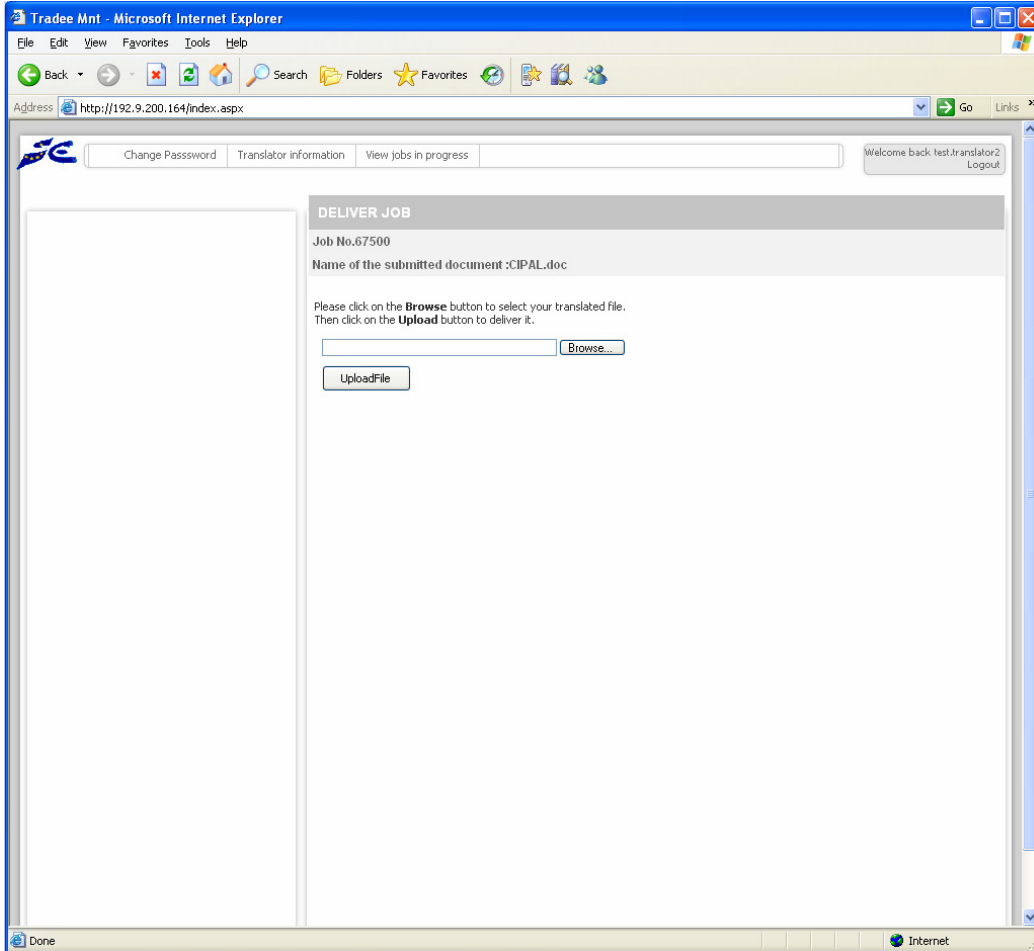 Tradee Mnt - Microsoft Internet Explorer
File Edit View Favorites Tools Help
Back Search Folders Favorites
Address http://192.9.200.164/index.aspx Go Links »
Change Passsword Translator information View jobs in progress
Welcome back test.translator2
Logout
DELIVER JOB
Job No.67500
Name of the submitted document :CIPAL.doc
Please click on the Browse button to select your translated file.
Then click on the Upload button to deliver it.
Browse...
UploadFile
Done Internet